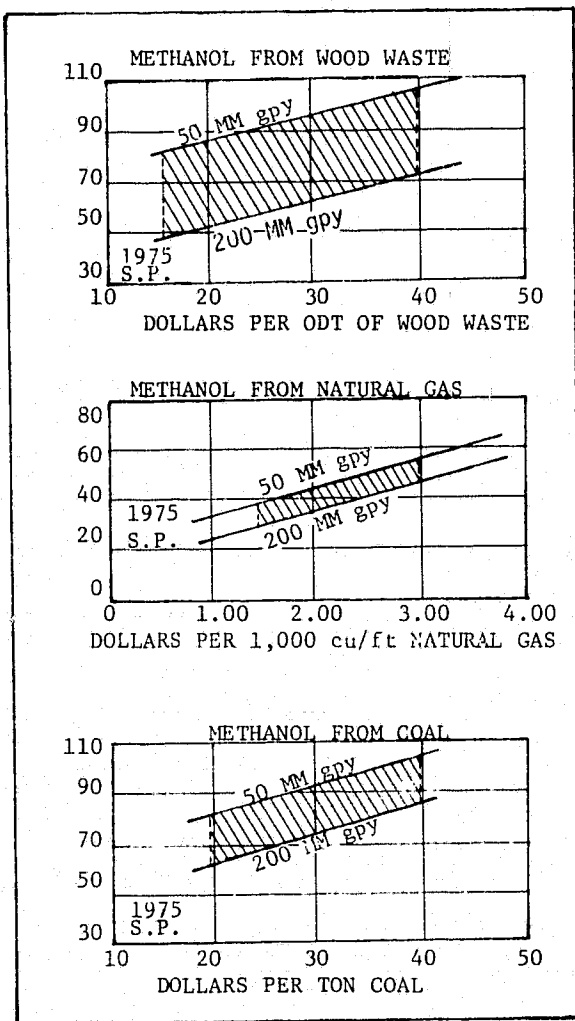 METHANOL FROM WOOD WASTE
110
90
70
50
30
50 MM gpy
200 MM gpy
1975
S.P.
10 20 30 40 50
DOLLARS PER ODT OF WOOD WASTE
METHANOL FROM NATURAL GAS
80
60
40
20
0
50 MM gpy
200 MM gpy
1975
S.P.
0 1.00 2.00 3.00 4.00
DOLLARS PER 1,000 cu/ft NATURAL GAS
METHANOL FROM COAL
110
90
70
50
30
50 MM gpy
200 MM gpy
1975
S.P.
10 20 30 40 50
DOLLARS PER TON COAL